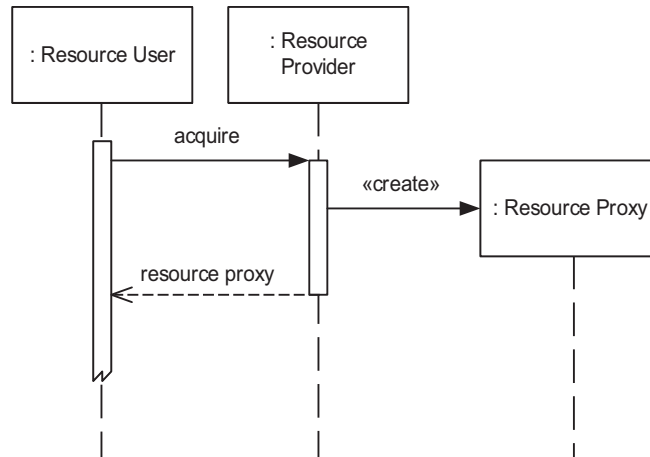 : Resource User
: Resource
Provider
acquire
«create»
: Resource Proxy
resource proxy